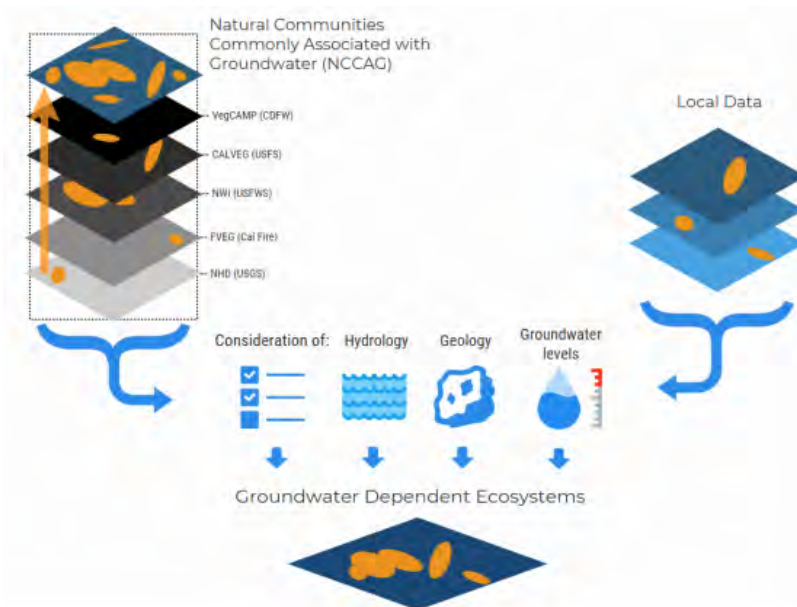 Natural Communities
Commonly Associated with
Groundwater (NCCAG)
VegCAMP (CDFW)
CALVEG (USFS)
NWI (USFWS)
FVEG (Cal Fire)
NHD (USGS)
Local Data
Consideration of:
Hydrology
Geology
Groundwater
levels
Groundwater Dependent Ecosystems